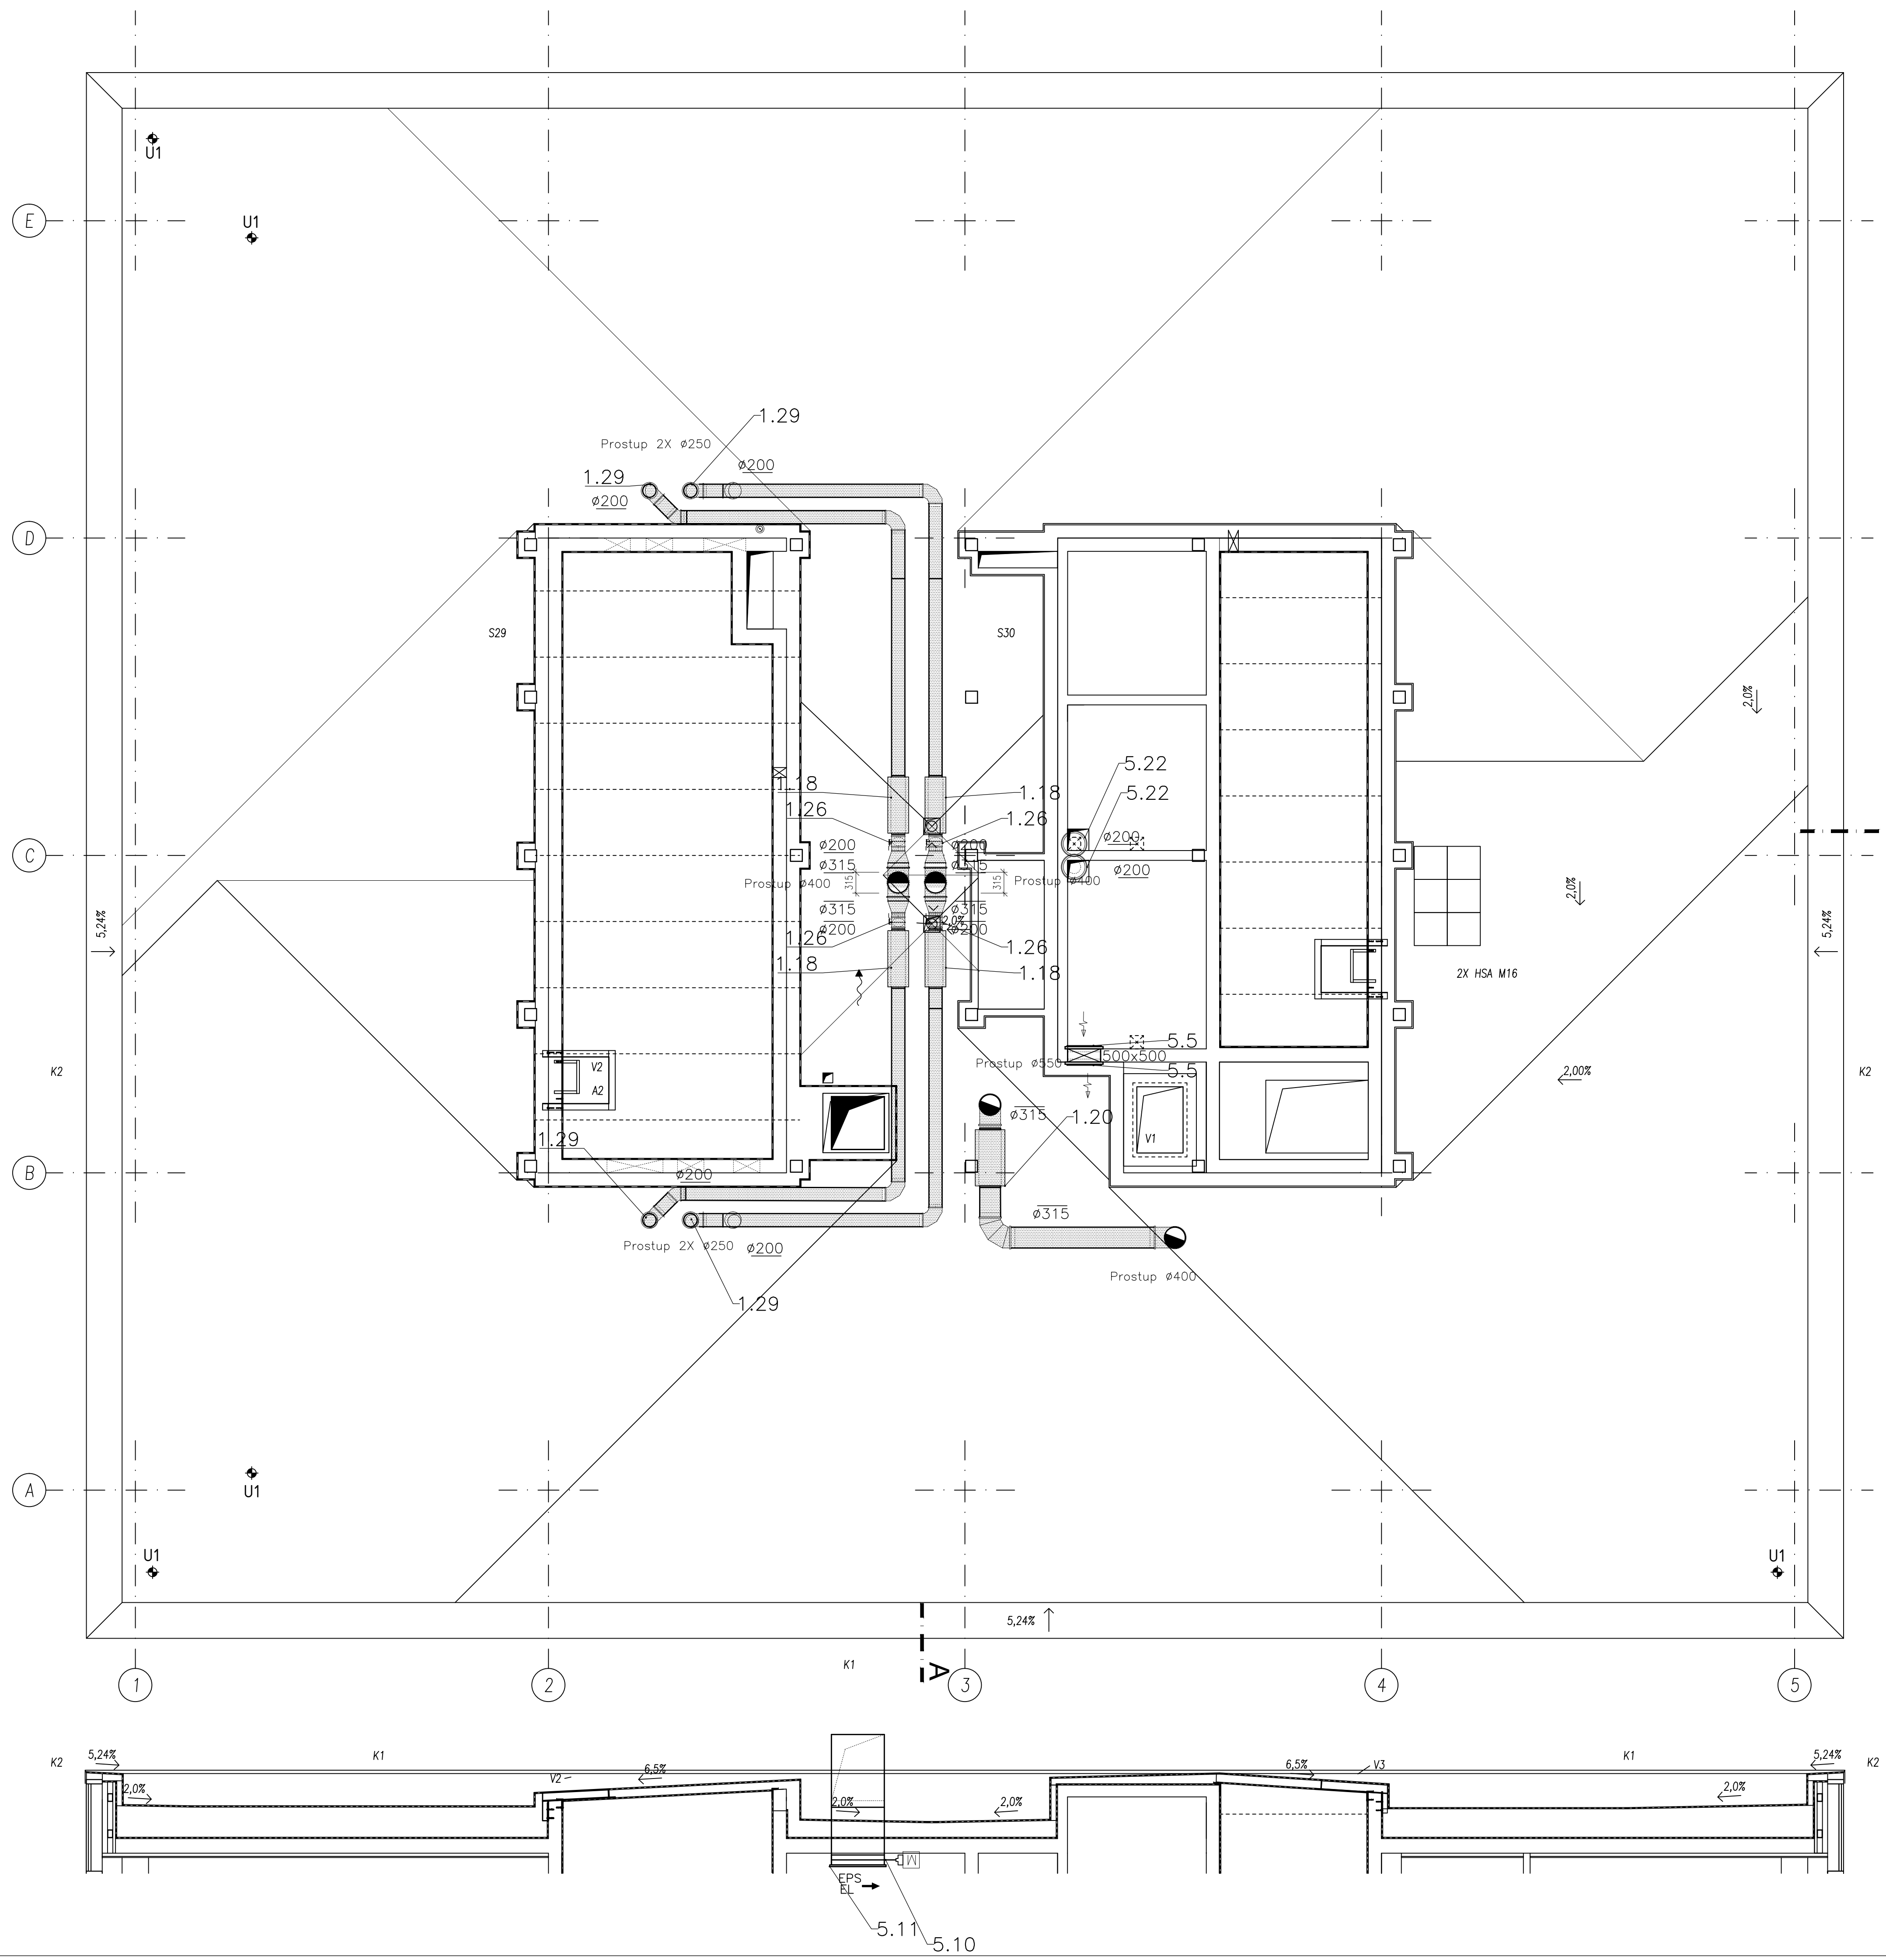 U1
E
U1
1.29
Prostup 2X ø250
ø200
1.29
ø200
D
S29
S30
2,0%
5.22
1.18
5.22
1.18
1.26
1.26
ø200
ø200
ø200
C
ø315
ø315
ø200
Prostup ø400
315
315
Prostup ø400
2,0%
ø315
ø315
5,24%
2,0%
5,24%
ø200
ø200
1.26
1.26
1.18
1.18
2X HSA M16
5.5
500x500
Prostup ø550
5.5
K2
V2
2,00%
K2
A2
ø315
1.20
V1
1.29
B
ø200
ø315
Prostup 2X ø250
ø200
Prostup ø400
1.29
A
U1
U1
U1
5,24%
K1
A
1
2
3
4
5
K2
5,24%
K1
V2
6,5%
6,5%
V3
K1
5,24%
K2
2,0%
2,0%
2,0%
2,0%
M
EPS
EL
5.11
5.10